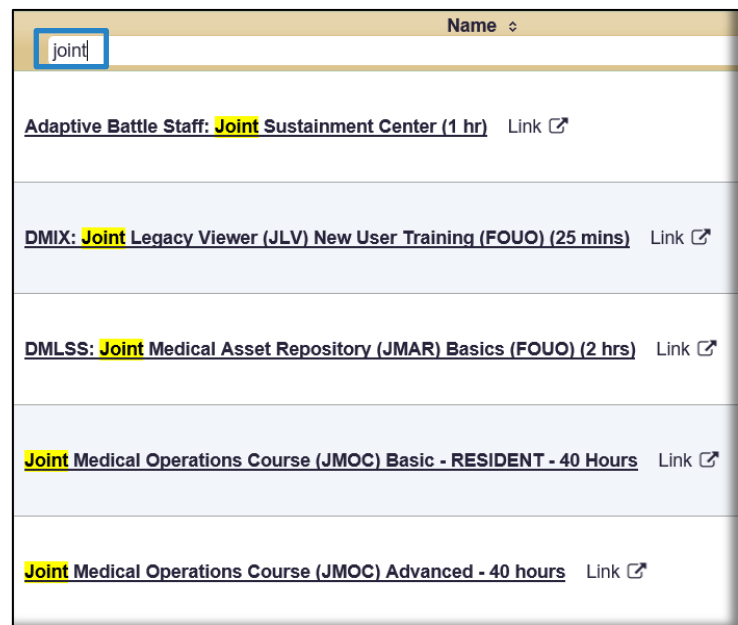 Name
joint
Adaptive Battle Staff: Joint Sustainment Center (1 hr) Link
DMIX: Joint Legacy Viewer (JLV) New User Training (FOUO) (25 mins) Link
DMLSS: Joint Medical Asset Repository (JMAR) Basics (FOUO) (2 hrs) Link
Joint Medical Operations Course (JMOC) Basic - RESIDENT - 40 Hours Link
Joint Medical Operations Course (JMOC) Advanced - 40 hours Link